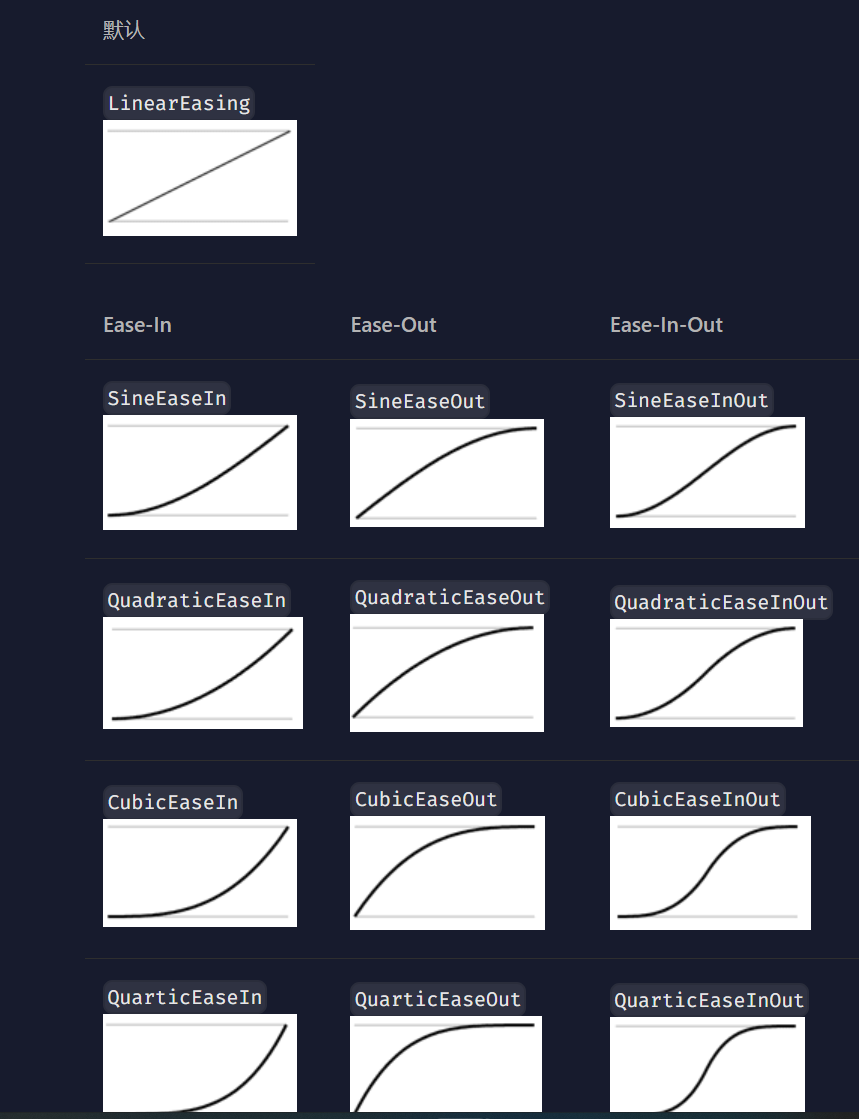 默认
LinearEasing
Ease-In Ease-Out Ease-In-Out
SineEaseIn SineEaseOut SineEaseInOut
QuadraticEaseIn QuadraticEaseOut QuadraticEaseInOut
CubicEaseIn CubicEaseOut CubicEaseInOut
QuarticEaseIn QuarticEaseOut QuarticEaseInOut